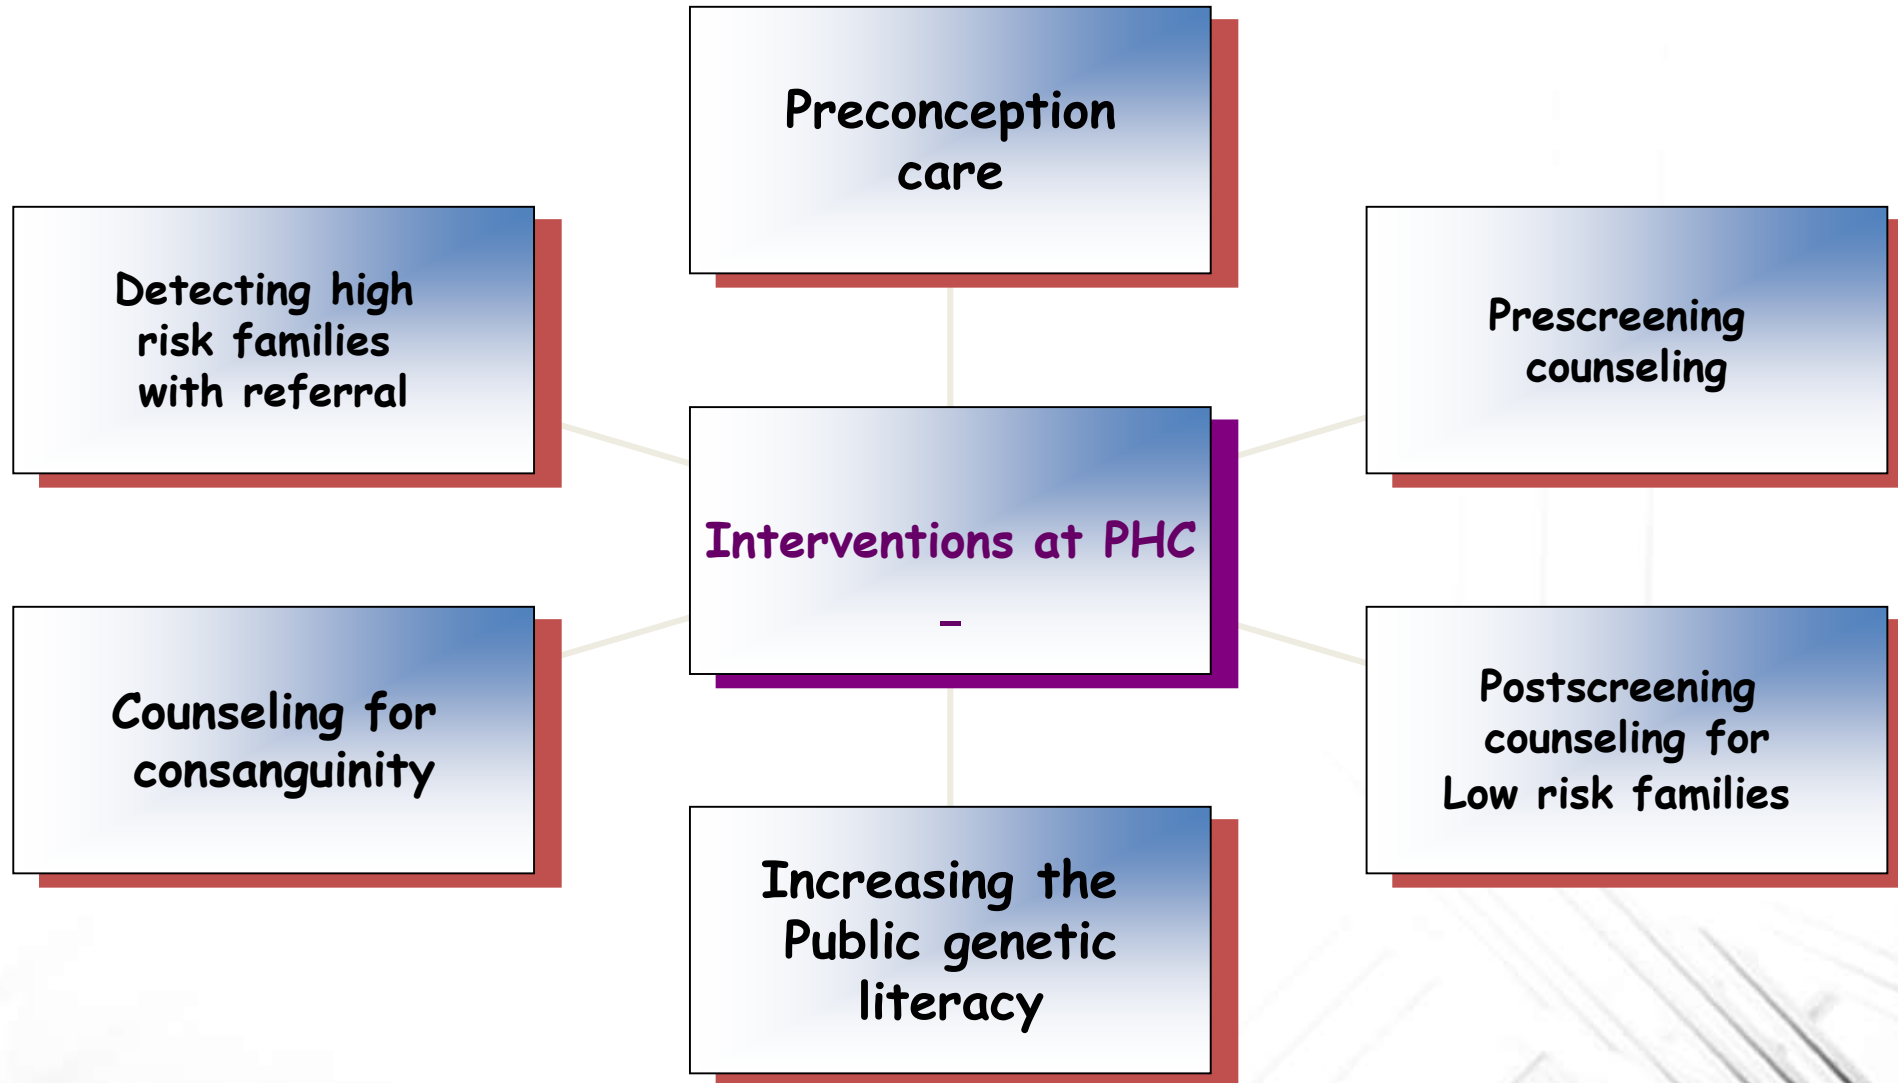 Preconception
care
Detecting high
risk families
with referral
Prescreening
counseling
Interventions at PHC
_
Counseling for
consanguinity
Postscreening
counseling for
Low risk families
Increasing the
Public genetic
literacy